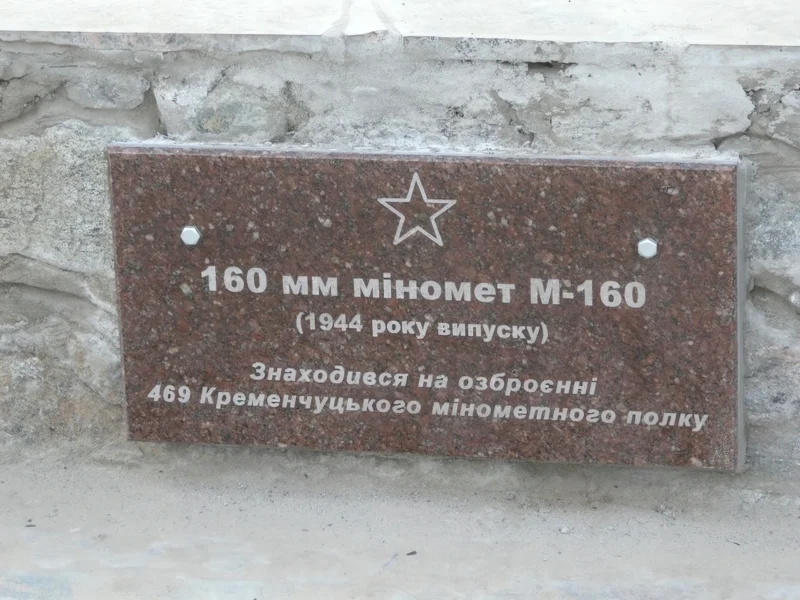 160 мм міномет М-160
(1944 року випуску)
Знаходився на озброєнні
469 Кременчуцького мінометного полку